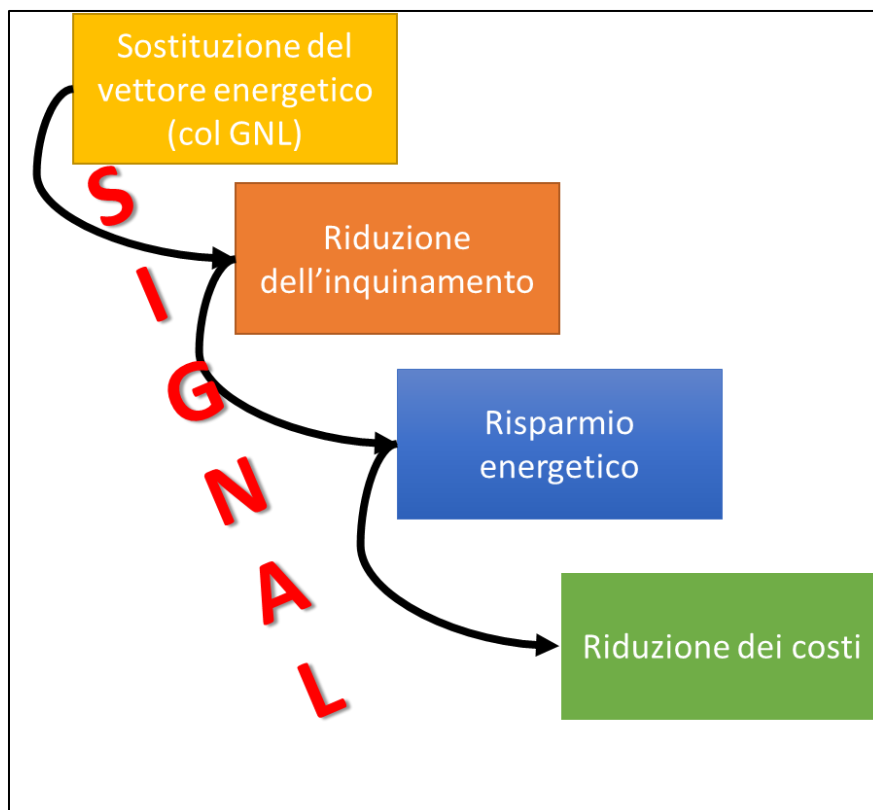 Sostituzione del
vettore energetico
(col GNL)
Riduzione
dell’inquinamento
Risparmio
energetico
Riduzione dei costi
SIGNAL